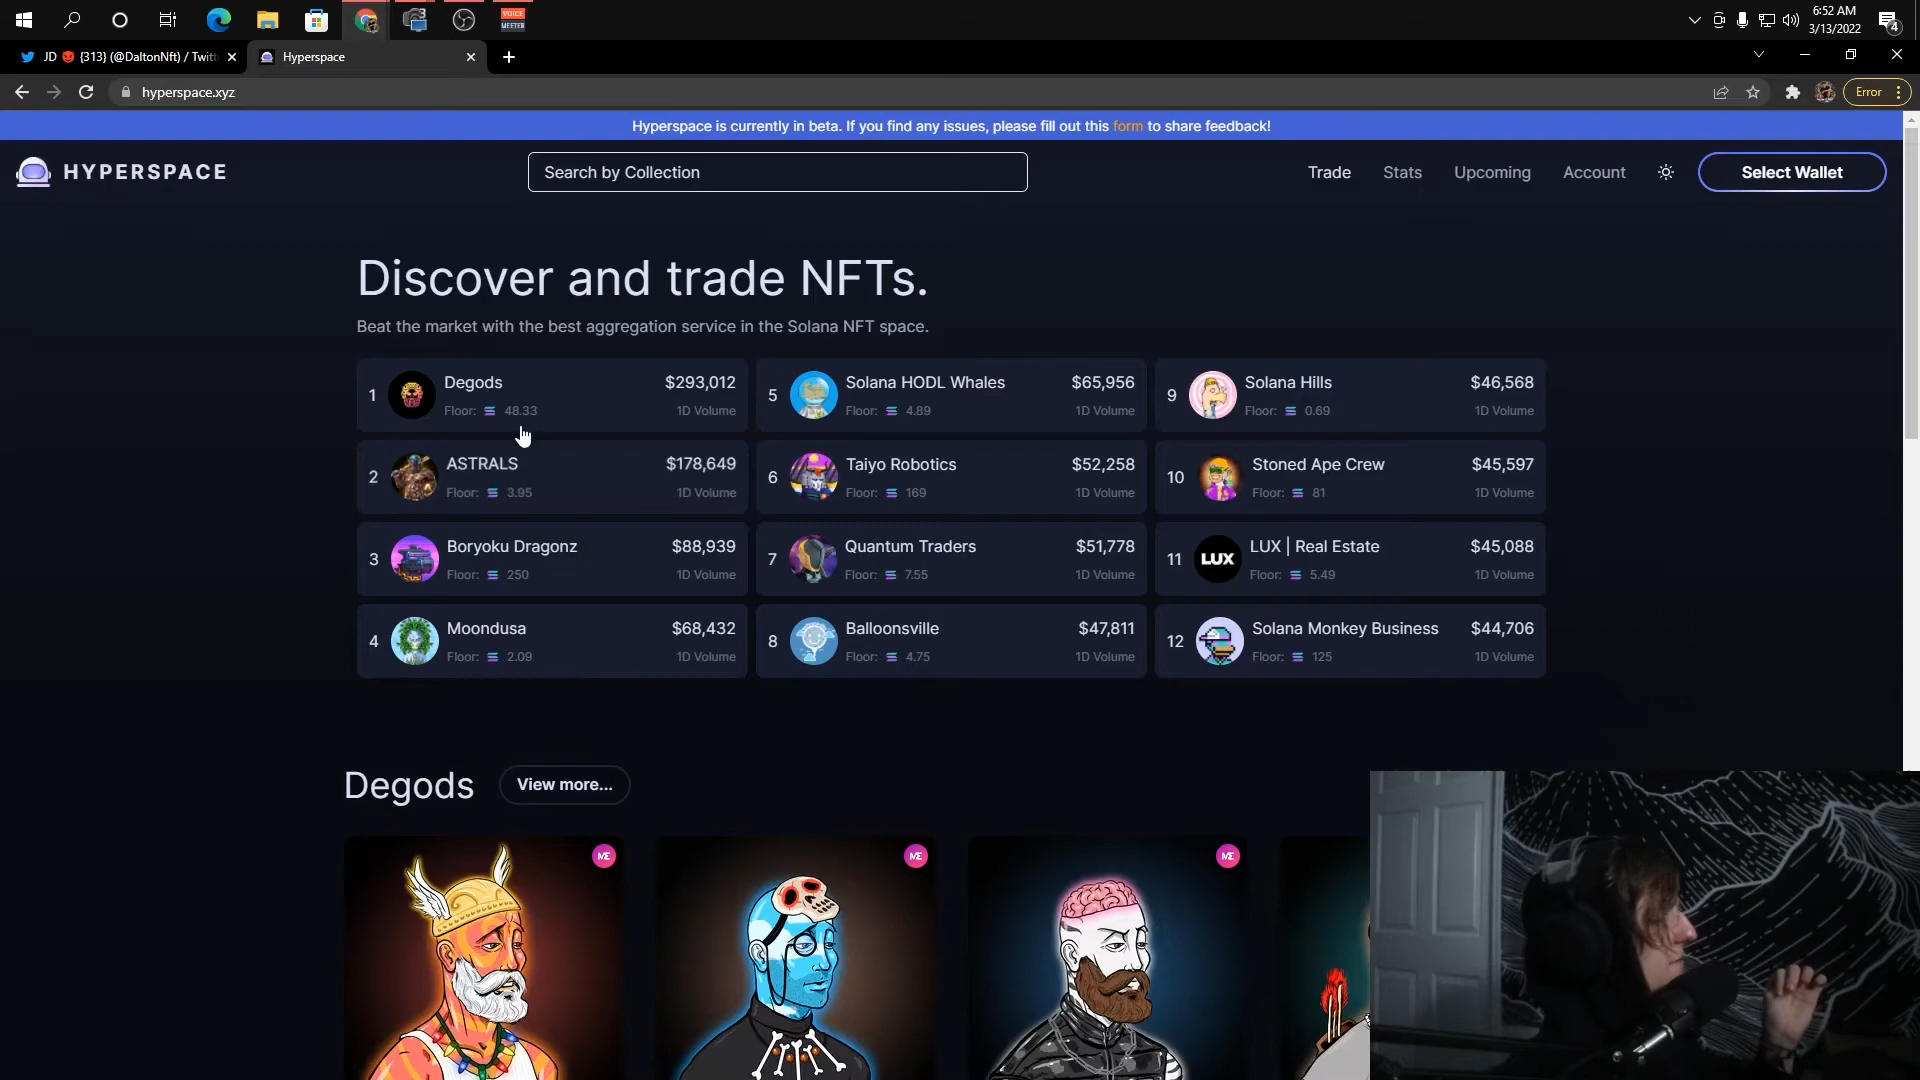 VOICE
MEETER
6:52 AM
3/13/2022
4
JD 👹 {313} (@DaltonNft) / Twitt
Hyperspace
hyperspace.xyz
Error
Hyperspace is currently in beta. If you find any issues, please fill out this form to share feedback!
HYPERSPACE
Search by Collection
Trade
Stats
Upcoming
Account
Select Wallet
Discover and trade NFTs.
Beat the market with the best aggregation service in the Solana NFT space.
1 Degods $293,012
Floor: 48.33 1D Volume
2 ASTRALS $178,649
Floor: 3.95 1D Volume
3 Boryoku Dragonz $88,939
Floor: 250 1D Volume
4 Moondusa $68,432
Floor: 2.09 1D Volume
5 Solana HODL Whales $65,956
Floor: 4.89 1D Volume
6 Taiyo Robotics $52,258
Floor: 169 1D Volume
7 Quantum Traders $51,778
Floor: 7.55 1D Volume
8 Balloonsville $47,811
Floor: 4.75 1D Volume
9 Solana Hills $46,568
Floor: 0.69 1D Volume
10 Stoned Ape Crew $45,597
Floor: 81 1D Volume
11 LUX LUX | Real Estate $45,088
Floor: 5.49 1D Volume
12 Solana Monkey Business $44,706
Floor: 125 1D Volume
Degods
View more...
ME
ME
ME